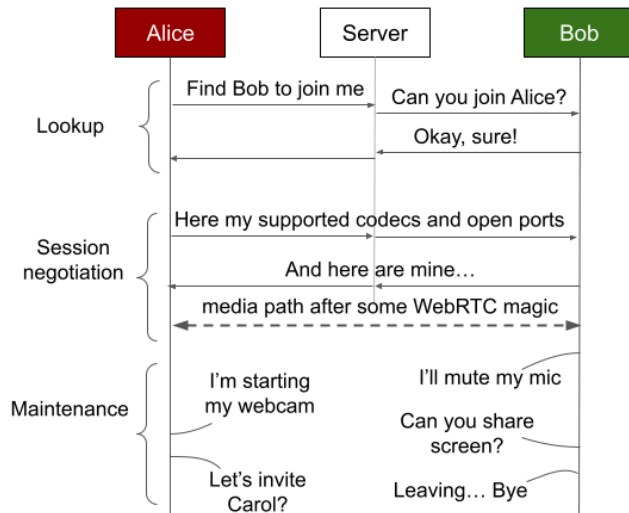 Alice
Server
Bob
Find Bob to join me
Can you join Alice?
Lookup
Okay, sure!
Here my supported codecs and open ports
Session
negotiation
And here are mine…
media path after some WebRTC magic
I'll mute my mic
I'm starting
my webcam
Maintenance
Can you share
screen?
Let's invite
Carol?
Leaving… Bye